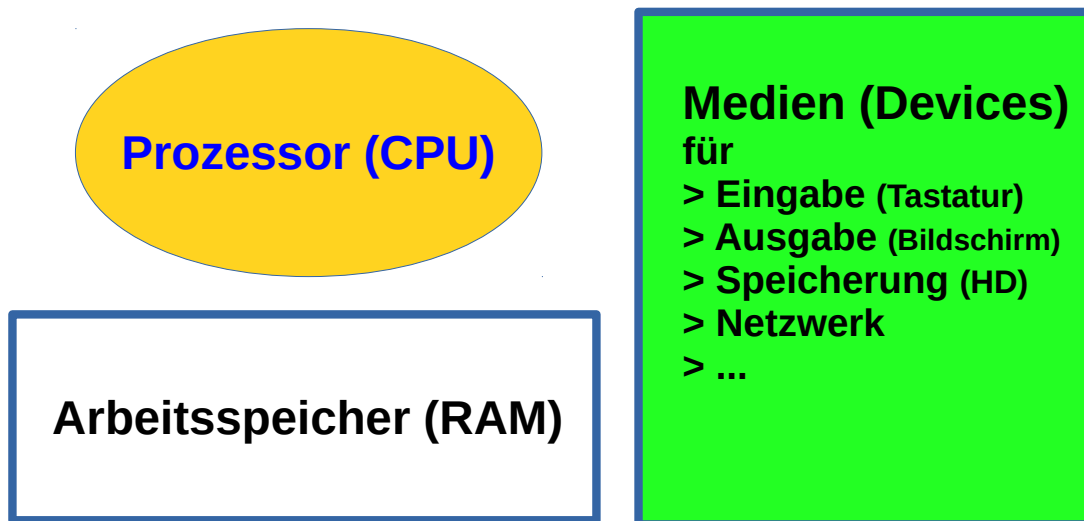 Prozessor (CPU)
Arbeitsspeicher (RAM)
Medien (Devices)
für
> Eingabe (Tastatur)
> Ausgabe (Bildschirm)
> Speicherung (HD)
> Netzwerk
> ...